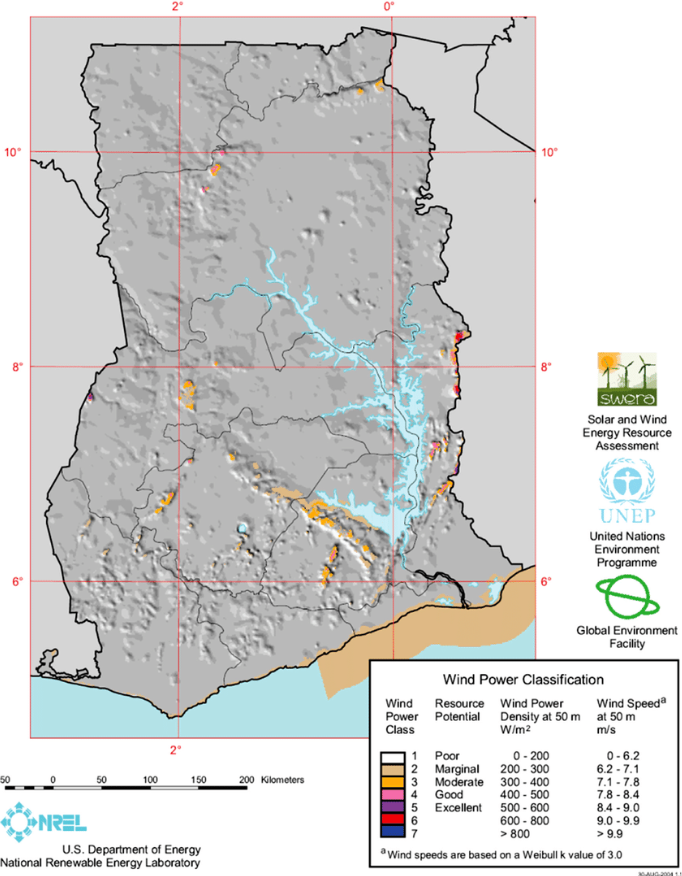 2°
0°
10°
10°
8°
8°
6°
6°
2°
swera
Solar and Wind
Energy Resource
Assessment
UNEP
United Nations
Environment
Programme
Global Environment
Facility
Wind Power Classification
Wind Power Class Resource Potential Wind Power Density at 50 m W/m² Wind Speedᵃ at 50 m m/s
1 Poor 0 - 200 0 - 6.2
2 Marginal 200 - 300 6.2 - 7.1
3 Moderate 300 - 400 7.1 - 7.8
4 Good 400 - 500 7.8 - 8.4
5 Excellent 500 - 600 8.4 - 9.0
6 600 - 800 9.0 - 9.9
7 > 800 > 9.9
ᵃ Wind speeds are based on a Weibull k value of 3.0
50 0 50 100 150 200 Kilometers
NREL
U.S. Department of Energy
National Renewable Energy Laboratory
30-AUG-2004 1.1